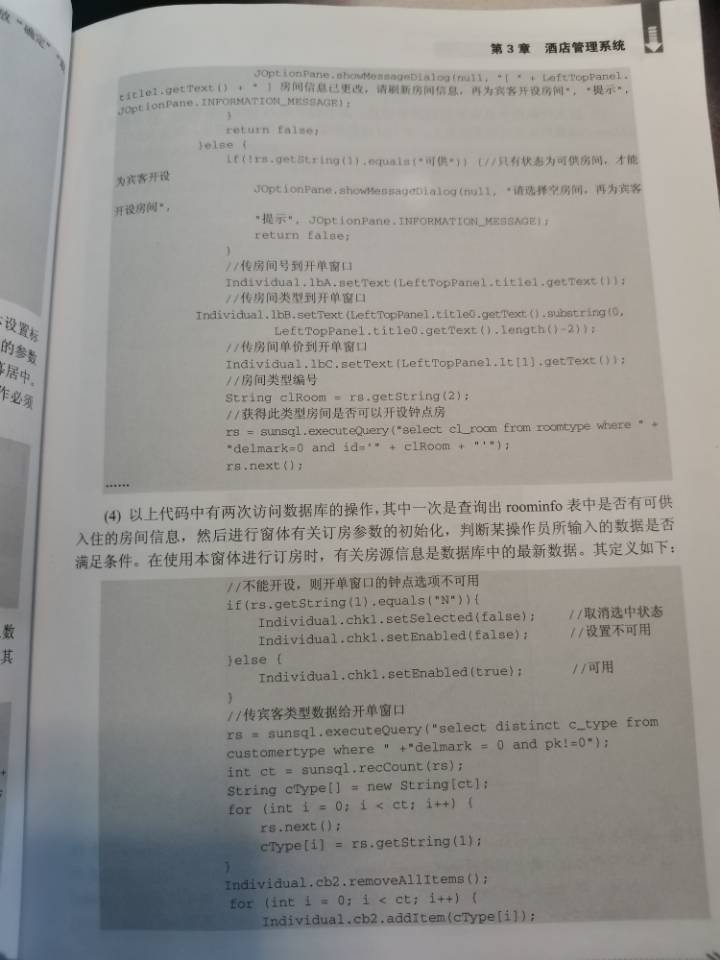 第 3 章 酒店管理系统
JOptionPane.showMessageDialog(null, "[ " + LeftTopPanel.
title1.getText() + " ] 房间信息已更改，请刷新房间信息，再为宾客开设房间", "提示",
JOptionPane.INFORMATION_MESSAGE);
}
return false;
}else {
if(!rs.getString(1).equals("可供")) {//只有状态为可供房间，才能
为宾客开设
JOptionPane.showMessageDialog(null, "请选择空房间，再为宾客
开设房间",
"提示", JOptionPane.INFORMATION_MESSAGE);
return false;
}
//传房间号到开单窗口
Individual.lbA.setText(LeftTopPanel.title1.getText());
//传房间类型到开单窗口
Individual.lbB.setText(LeftTopPanel.title0.getText().substring(0,
LeftTopPanel.title0.getText().length()-2));
//传房间单价到开单窗口
Individual.lbC.setText(LeftTopPanel.lt[1].getText());
//房间类型编号
String clRoom = rs.getString(2);
//获得此类型房间是否可以开设钟点房
rs = sunsql.executeQuery("select cl_room from roomtype where " +
"delmark=0 and id='" + clRoom + "'");
rs.next();
……
(4) 以上代码中有两次访问数据库的操作，其中一次是查询出 roominfo 表中是否有可供
入住的房间信息，然后进行窗体有关订房参数的初始化，判断某操作员所输入的数据是否
满足条件。在使用本窗体进行订房时，有关房源信息是数据库中的最新数据。其定义如下：
//不能开设，则开单窗口的钟点选项不可用
if(rs.getString(1).equals("N")){
Individual.chk1.setSelected(false); //取消选中状态
Individual.chk1.setEnabled(false); //设置不可用
}else {
Individual.chk1.setEnabled(true); //可用
}
//传宾客类型数据给开单窗口
rs = sunsql.executeQuery("select distinct c_type from
customertype where " +"delmark = 0 and pk!=0");
int ct = sunsql.recCount(rs);
String cType[] = new String[ct];
for (int i = 0; i < ct; i++) {
rs.next();
cType[i] = rs.getString(1);
}
Individual.cb2.removeAllItems();
for (int i = 0; i < ct; i++) {
Individual.cb2.addItem(cType[i]);
设置标
的参数
幕居中。
作必须
数
其